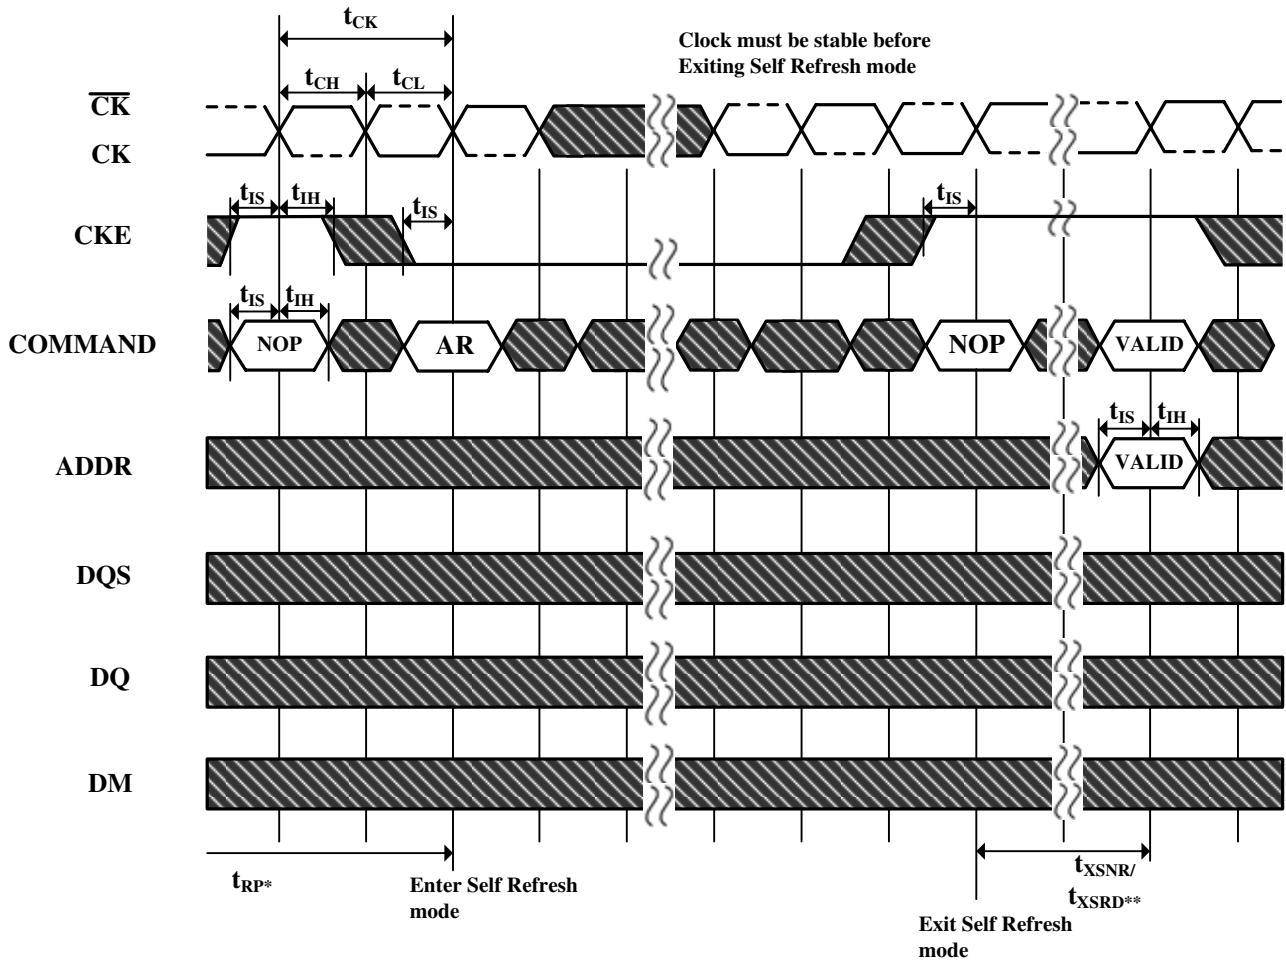 tCK
Clock must be stable before
Exiting Self Refresh mode
tCH tCL
CK
CK
tIS tIH tIS tIS
CKE
tIS tIH
COMMAND NOP AR NOP VALID
tIS tIH
ADDR VALID
DQS
DQ
DM
tRP* Enter Self Refresh
mode
tXSNR/
tXSRD**
Exit Self Refresh
mode